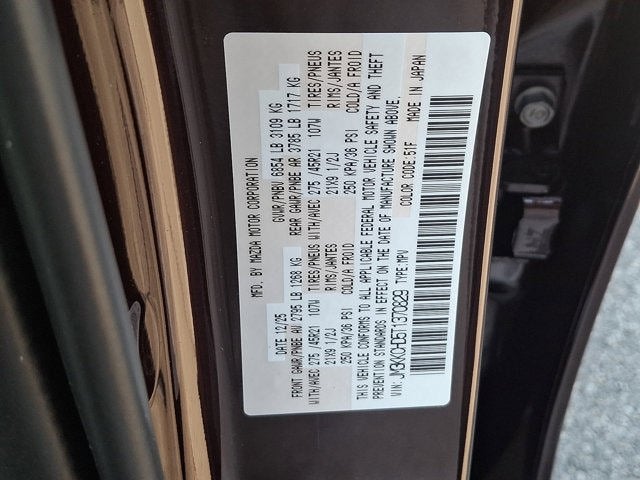 MFD. BY MAZDA MOTOR CORPORATION
DATE 12/25 GVWR/PNBV 6854 LB 3109 KG
FRONT GAWR/PNBE AV 2795 LB 1268 KG REAR GAWR/PNBE AR 3785 LB 1717 KG
WITH/AVEC 275 /45R21 107W TIRES/PNEUS WITH/AVEC 275 /45R21 107W TIRES/PNEUS
21X9 1/2J RIMS/JANTES 21X9 1/2J RIMS/JANTES
250 KPA/36 PSI COLD/A FROID 250 KPA/36 PSI COLD/A FROID
THIS VEHICLE CONFORMS TO ALL APPLICABLE FEDERAL MOTOR VEHICLE SAFETY AND THEFT
PREVENTION STANDARDS IN EFFECT ON THE DATE OF MANUFACTURE SHOWN ABOVE.
VIN: JM3KKCHD5T1370829 TYPE: MPV COLOR CODE: 51F MADE IN JAPAN